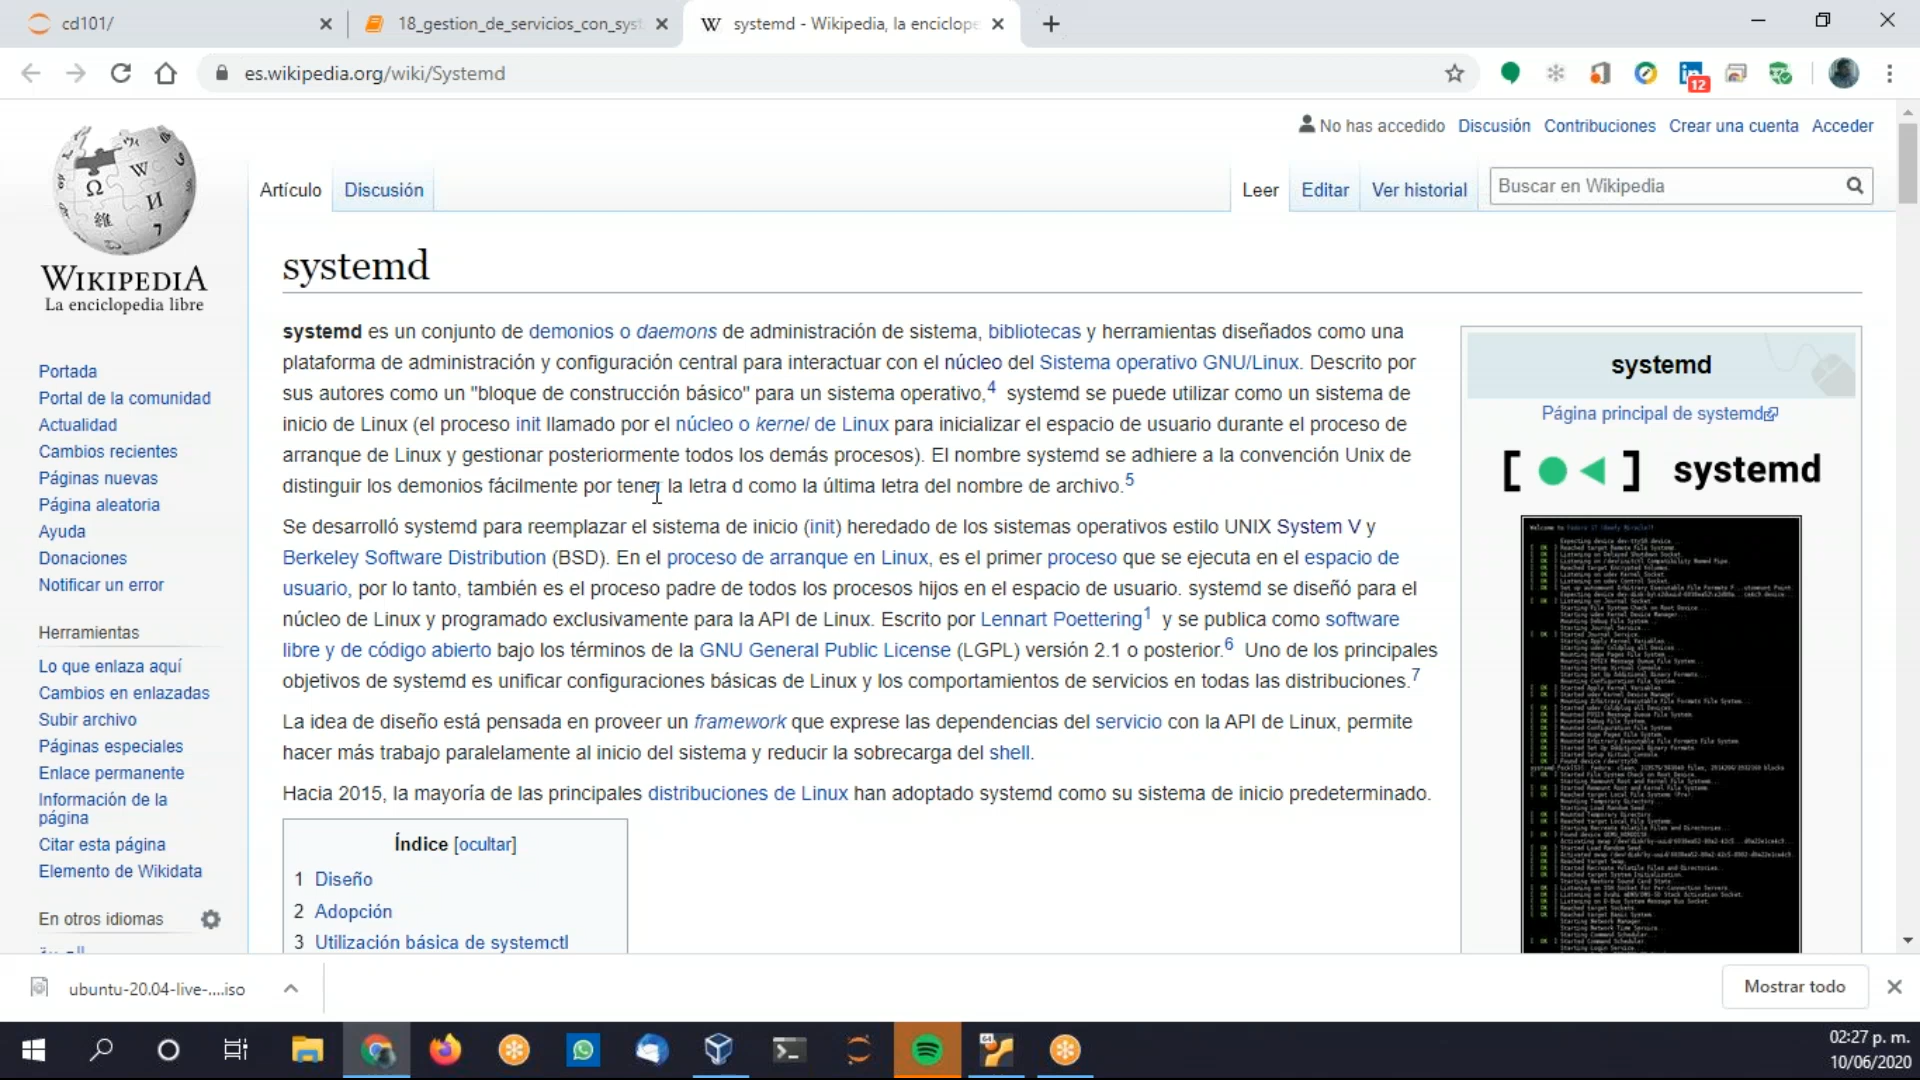 cd101/
18_gestion_de_servicios_con_syst
systemd - Wikipedia, la enciclope
es.wikipedia.org/wiki/Systemd
12
No has accedido Discusión Contribuciones Crear una cuenta Acceder
Artículo Discusión
Leer Editar Ver historial Buscar en Wikipedia
WIKIPEDIA
La enciclopedia libre
Portada
Portal de la comunidad
Actualidad
Cambios recientes
Páginas nuevas
Página aleatoria
Ayuda
Donaciones
Notificar un error
Herramientas
Lo que enlaza aquí
Cambios en enlazadas
Subir archivo
Páginas especiales
Enlace permanente
Información de la
página
Citar esta página
Elemento de Wikidata
En otros idiomas
systemd
systemd es un conjunto de demonios o daemons de administración de sistema, bibliotecas y herramientas diseñados como una
plataforma de administración y configuración central para interactuar con el núcleo del Sistema operativo GNU/Linux. Descrito por
sus autores como un "bloque de construcción básico" para un sistema operativo,4 systemd se puede utilizar como un sistema de
inicio de Linux (el proceso init llamado por el núcleo o kernel de Linux para inicializar el espacio de usuario durante el proceso de
arranque de Linux y gestionar posteriormente todos los demás procesos). El nombre systemd se adhiere a la convención Unix de
distinguir los demonios fácilmente por tener la letra d como la última letra del nombre de archivo.5
Se desarrolló systemd para reemplazar el sistema de inicio (init) heredado de los sistemas operativos estilo UNIX System V y
Berkeley Software Distribution (BSD). En el proceso de arranque en Linux, es el primer proceso que se ejecuta en el espacio de
usuario, por lo tanto, también es el proceso padre de todos los procesos hijos en el espacio de usuario. systemd se diseñó para el
núcleo de Linux y programado exclusivamente para la API de Linux. Escrito por Lennart Poettering1 y se publica como software
libre y de código abierto bajo los términos de la GNU General Public License (LGPL) versión 2.1 o posterior.6 Uno de los principales
objetivos de systemd es unificar configuraciones básicas de Linux y los comportamientos de servicios en todas las distribuciones.7
La idea de diseño está pensada en proveer un framework que exprese las dependencias del servicio con la API de Linux, permite
hacer más trabajo paralelamente al inicio del sistema y reducir la sobrecarga del shell.
Hacia 2015, la mayoría de las principales distribuciones de Linux han adoptado systemd como su sistema de inicio predeterminado.
Índice [ocultar]
1 Diseño
2 Adopción
3 Utilización básica de systemctl
systemd
Página principal de systemd
systemd
ubuntu-20.04-live-....iso
Mostrar todo
02:27 p. m.
10/06/2020